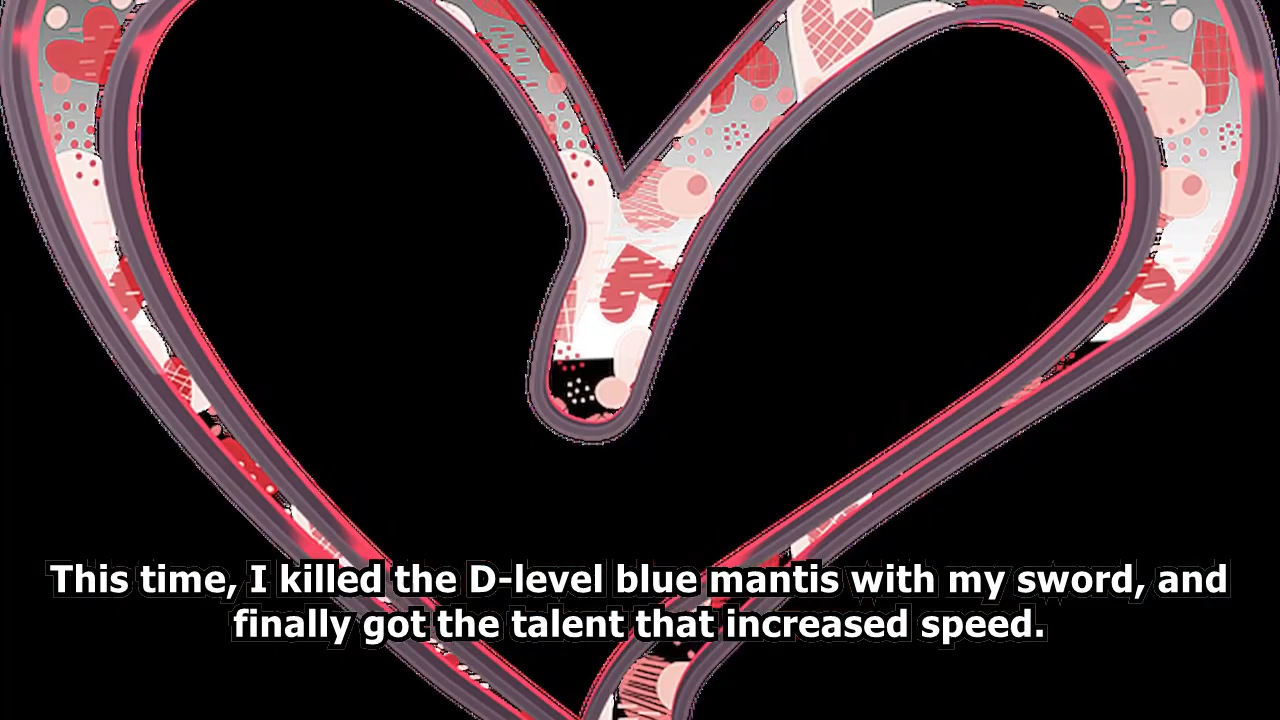 This time, I killed the D-level blue mantis with my sword, and
finally got the talent that increased speed.